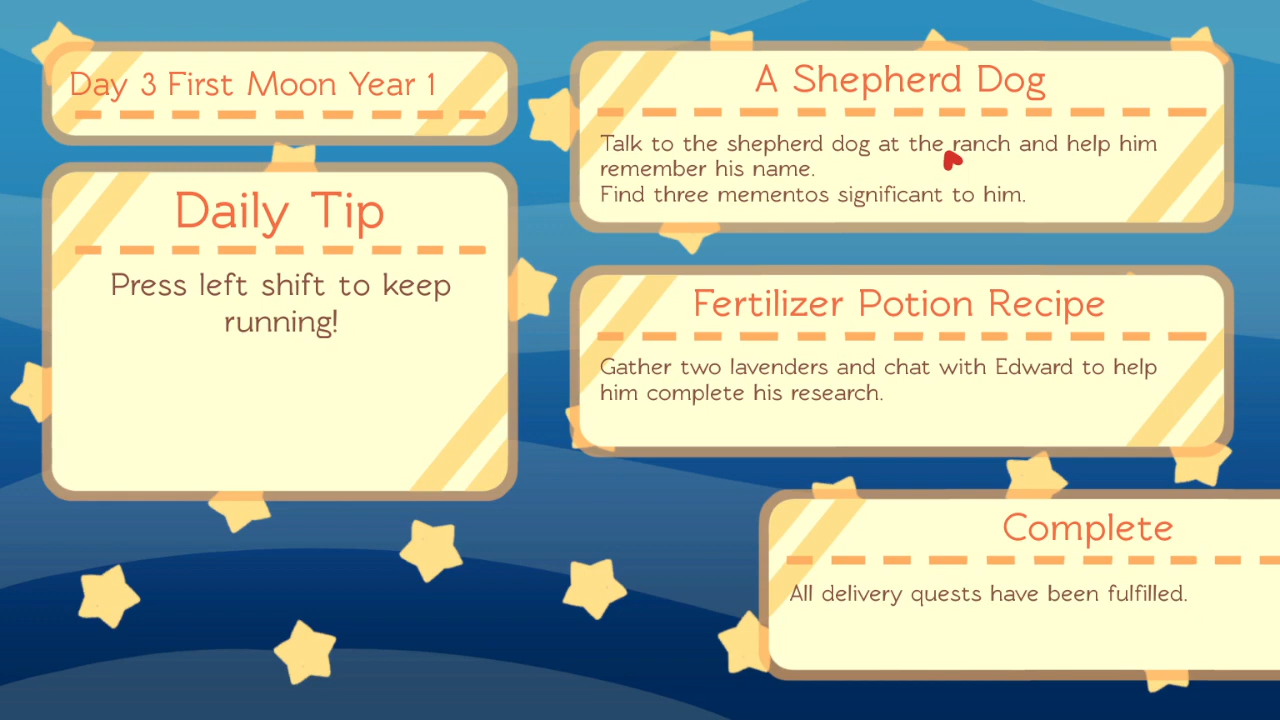 Day 3 First Moon Year 1
Daily Tip
Press left shift to keep
running!
A Shepherd Dog
Talk to the shepherd dog at the ranch and help him
remember his name.
Find three mementos significant to him.
Fertilizer Potion Recipe
Gather two lavenders and chat with Edward to help
him complete his research.
Complete
All delivery quests have been fulfilled.